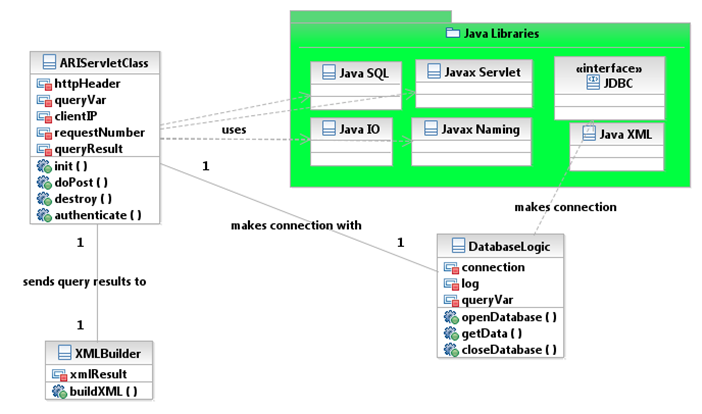 Java Libraries
ARIServletClass
httpHeader
queryVar
clientIP
requestNumber
queryResult
init ( )
doPost ( )
destroy ( )
authenticate ( )
Java SQL
Javax Servlet
«interface»
JDBC
Java IO
Javax Naming
Java XML
uses
1
makes connection with
1
makes connection
1
sends query results to
1
DatabaseLogic
connection
log
queryVar
openDatabase ( )
getData ( )
closeDatabase ( )
XMLBuilder
xmlResult
buildXML ( )